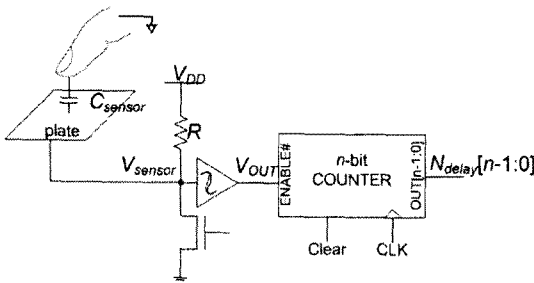 V_DD
C_sensor
plate
R
V_sensor
V_OUT
ENABLE#
n-bit
COUNTER
OUT[n-1:0]
N_delay[n-1:0]
Clear
CLK